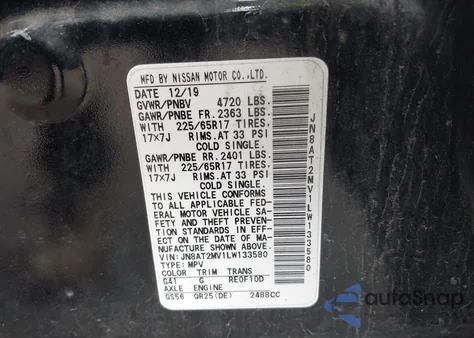 MFD BY NISSAN MOTOR CO.,LTD.
DATE 12/19
GVWR/PNBV 4720 LBS.
GAWR/PNBE FR. 2363 LBS.
WITH 225/65R17 TIRES,
17×7J RIMS. AT 33 PSI
COLD SINGLE.
GAWR/PNBE RR. 2401 LBS.
WITH 225/65R17 TIRES,
17×7J RIMS. AT 33 PSI
COLD SINGLE.
THIS VEHICLE CONFORMS
TO ALL APPLICABLE FED-
ERAL MOTOR VEHICLE SA-
FETY AND THEFT PREVEN-
TION STANDARDS IN EFF-
ECT ON THE DATE OF MA-
NUFACTURE SHOWN ABOVE.
VIN:JN8AT2MV1LW133580
TYPE: MPV
COLOR TRIM TRANS
G41 G RE0F10D
AXLE ENGINE
GS56 QR25(DE) 2488CC
JN8AT2MV1LW133580
autoSnap